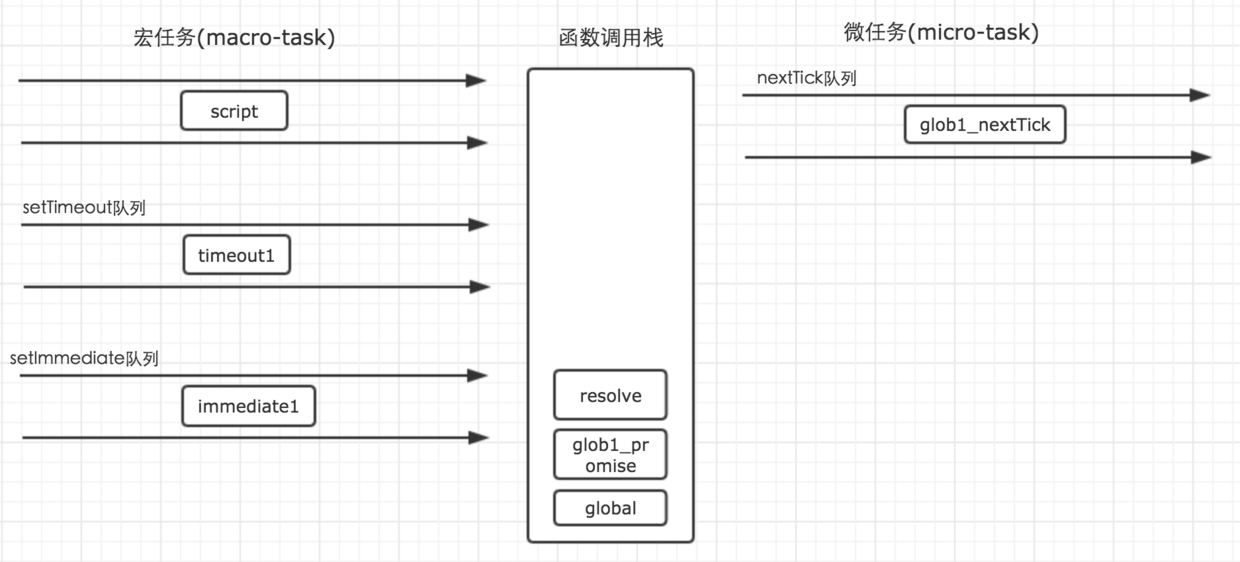 宏任务(macro-task)
函数调用栈
微任务(micro-task)
nextTick队列
script
glob1_nextTick
setTimeout队列
timeout1
setImmediate队列
immediate1
resolve
glob1_pr
omise
global